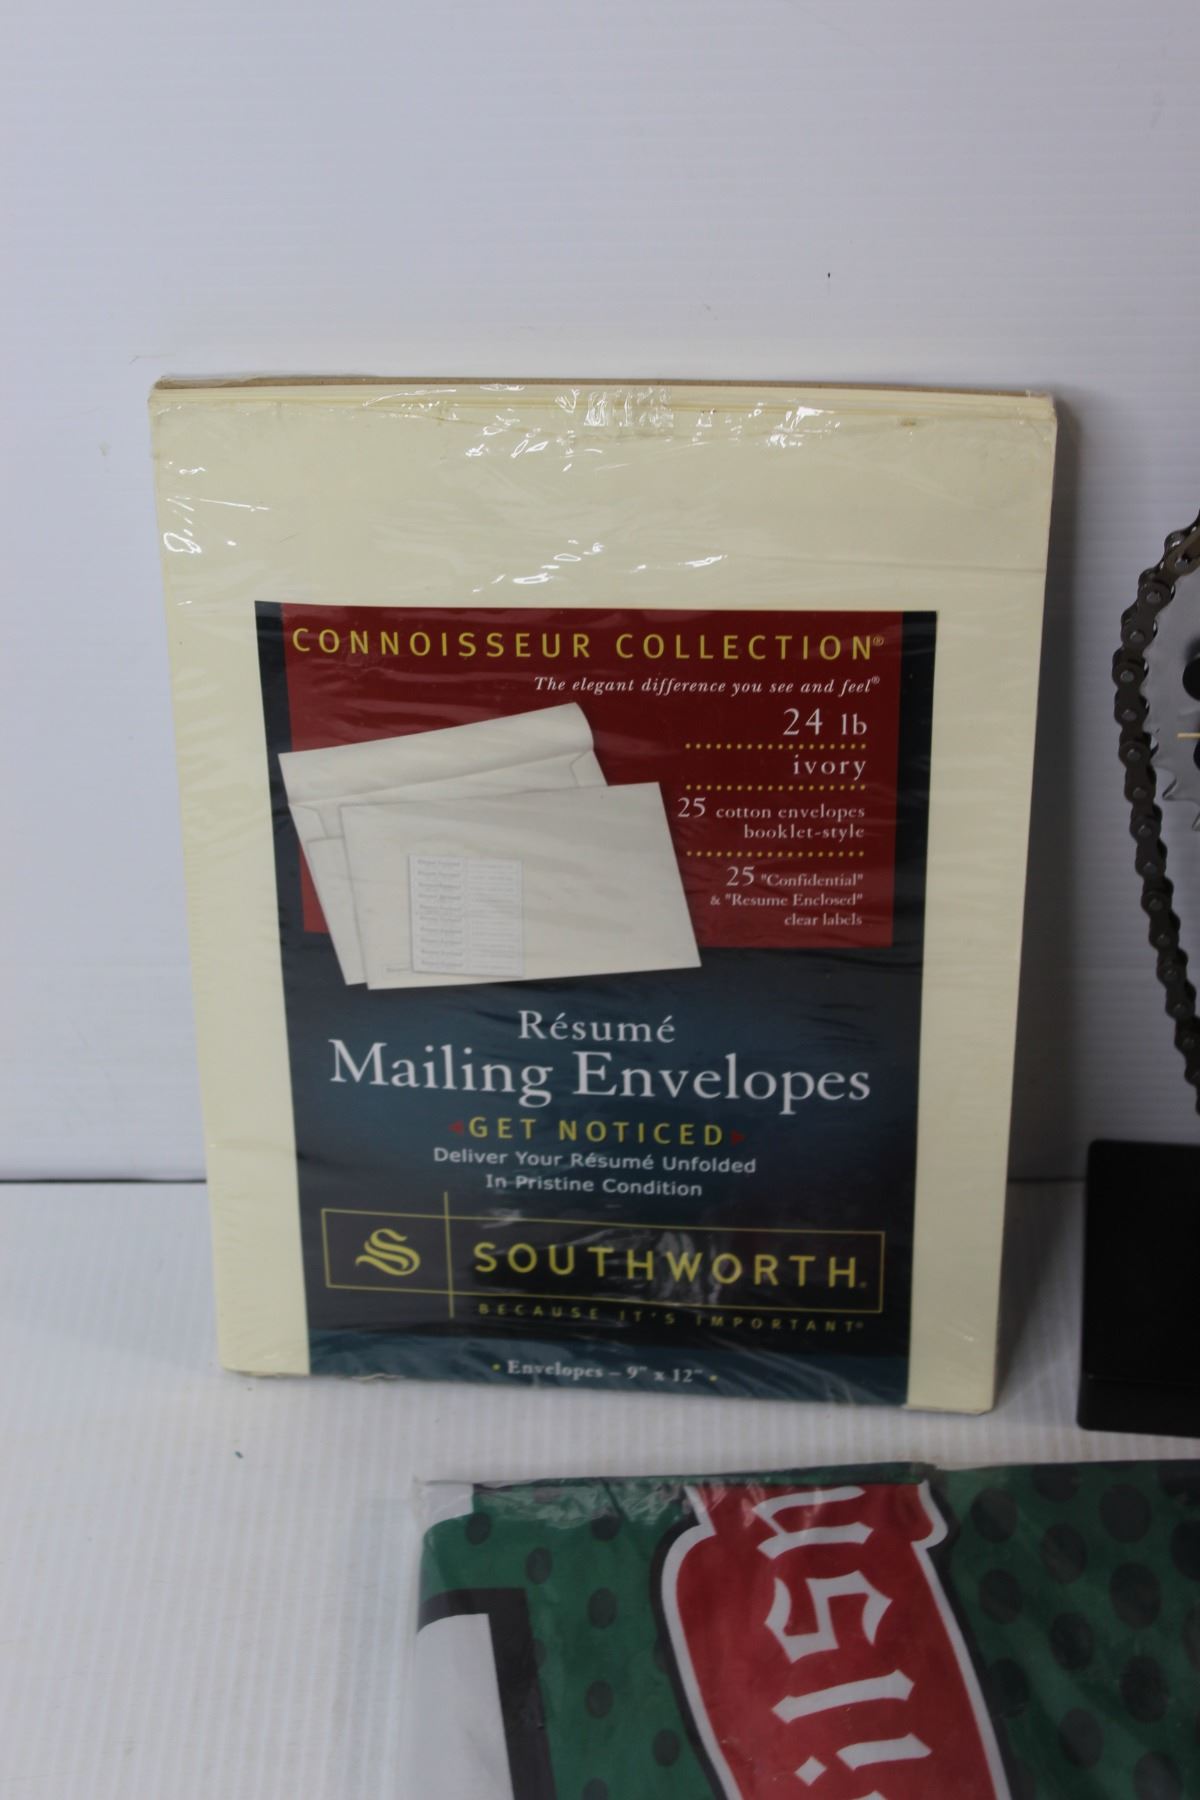 CONNOISSEUR COLLECTION®
The elegant difference you see and feel®
24 lb
ivory
25 cotton envelopes
booklet-style
25 "Confidential"
& "Resume Enclosed"
clear labels
Résumé
Mailing Envelopes
GET NOTICED
Deliver Your Résumé Unfolded
In Pristine Condition
S SOUTHWORTH®
BECAUSE IT'S IMPORTANT®
• Envelopes – 9" x 12" •